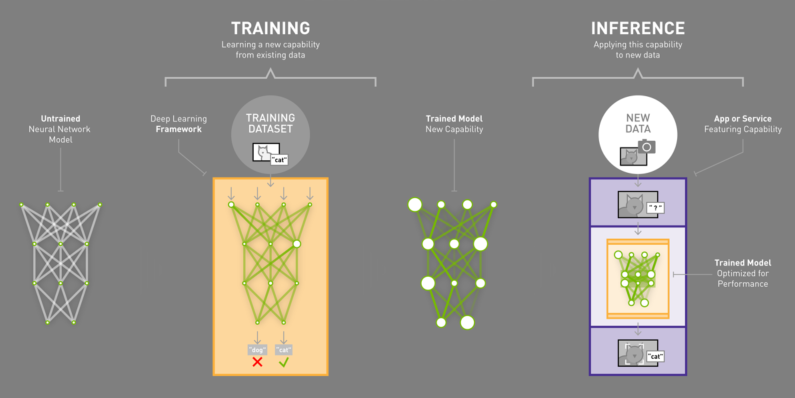 TRAINING
Learning a new capability
from existing data
INFERENCE
Applying this capability
to new data
Untrained
Neural Network
Model
Deep Learning
Framework
TRAINING
DATASET
"cat"
Trained Model
New Capability
NEW
DATA
App or Service
Featuring Capability
"?"
Trained Model
Optimized for
Performance
"dog"
"cat"
"cat"